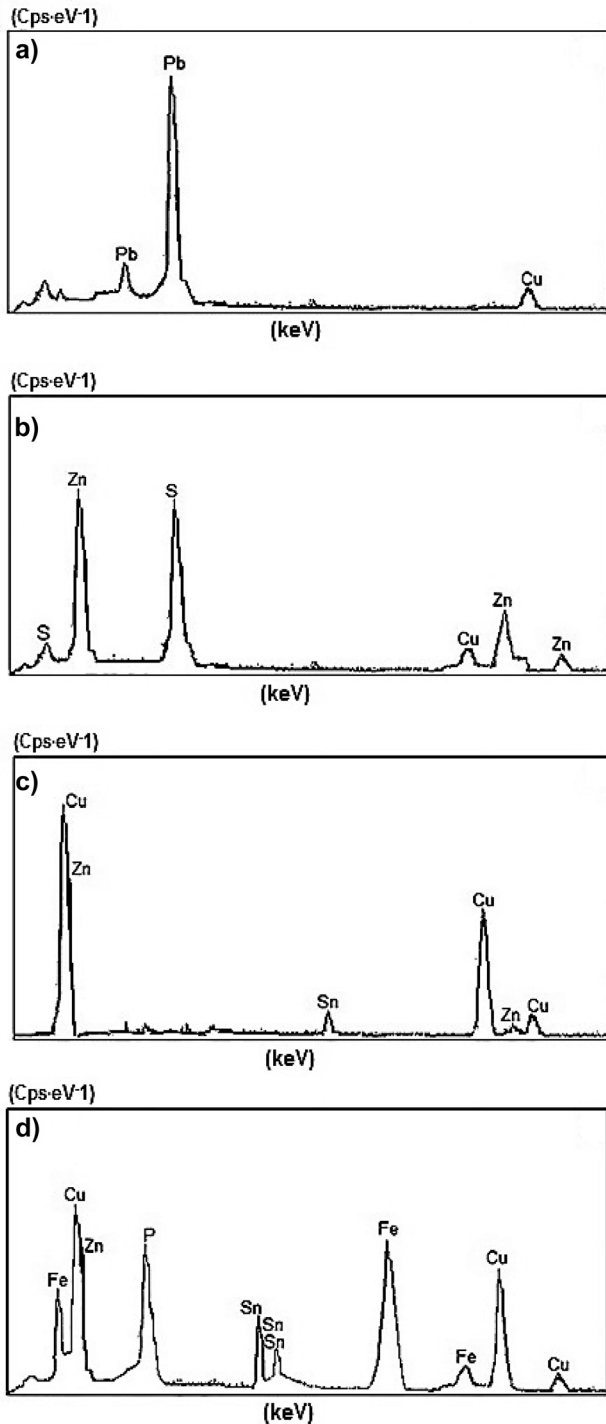 (Cps·eV-1)
a)
Pb
Pb
Cu
(keV)
(Cps·eV-1)
b)
Zn
S
S
Zn
Cu
Zn
(keV)
(Cps·eV-1)
c)
Cu
Zn
Cu
Sn
Zn
Cu
(keV)
(Cps·eV-1)
d)
Cu
P
Zn
Fe
Fe
Cu
Sn
Sn
Sn
Fe
Cu
(keV)